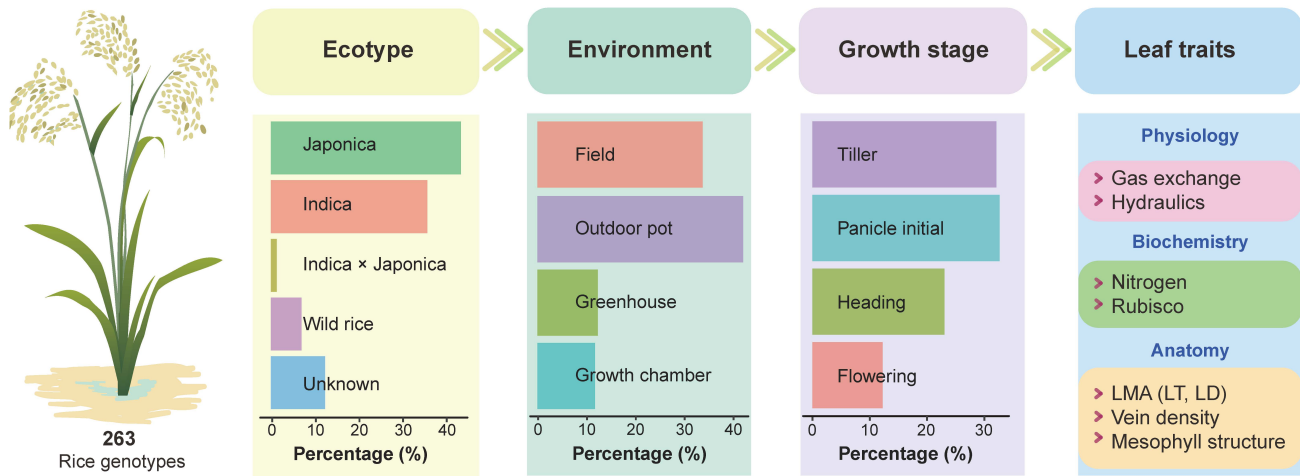 Ecotype
Environment
Growth stage
Leaf traits
Japonica
Indica
Indica × Japonica
Wild rice
Unknown
0 10 20 30 40
Percentage (%)
Field
Outdoor pot
Greenhouse
Growth chamber
0 10 20 30 40
Percentage (%)
Tiller
Panicle initial
Heading
Flowering
0 10 20 30
Percentage (%)
Physiology
Gas exchange
Hydraulics
Biochemistry
Nitrogen
Rubisco
Anatomy
LMA (LT, LD)
Vein density
Mesophyll structure
263
Rice genotypes